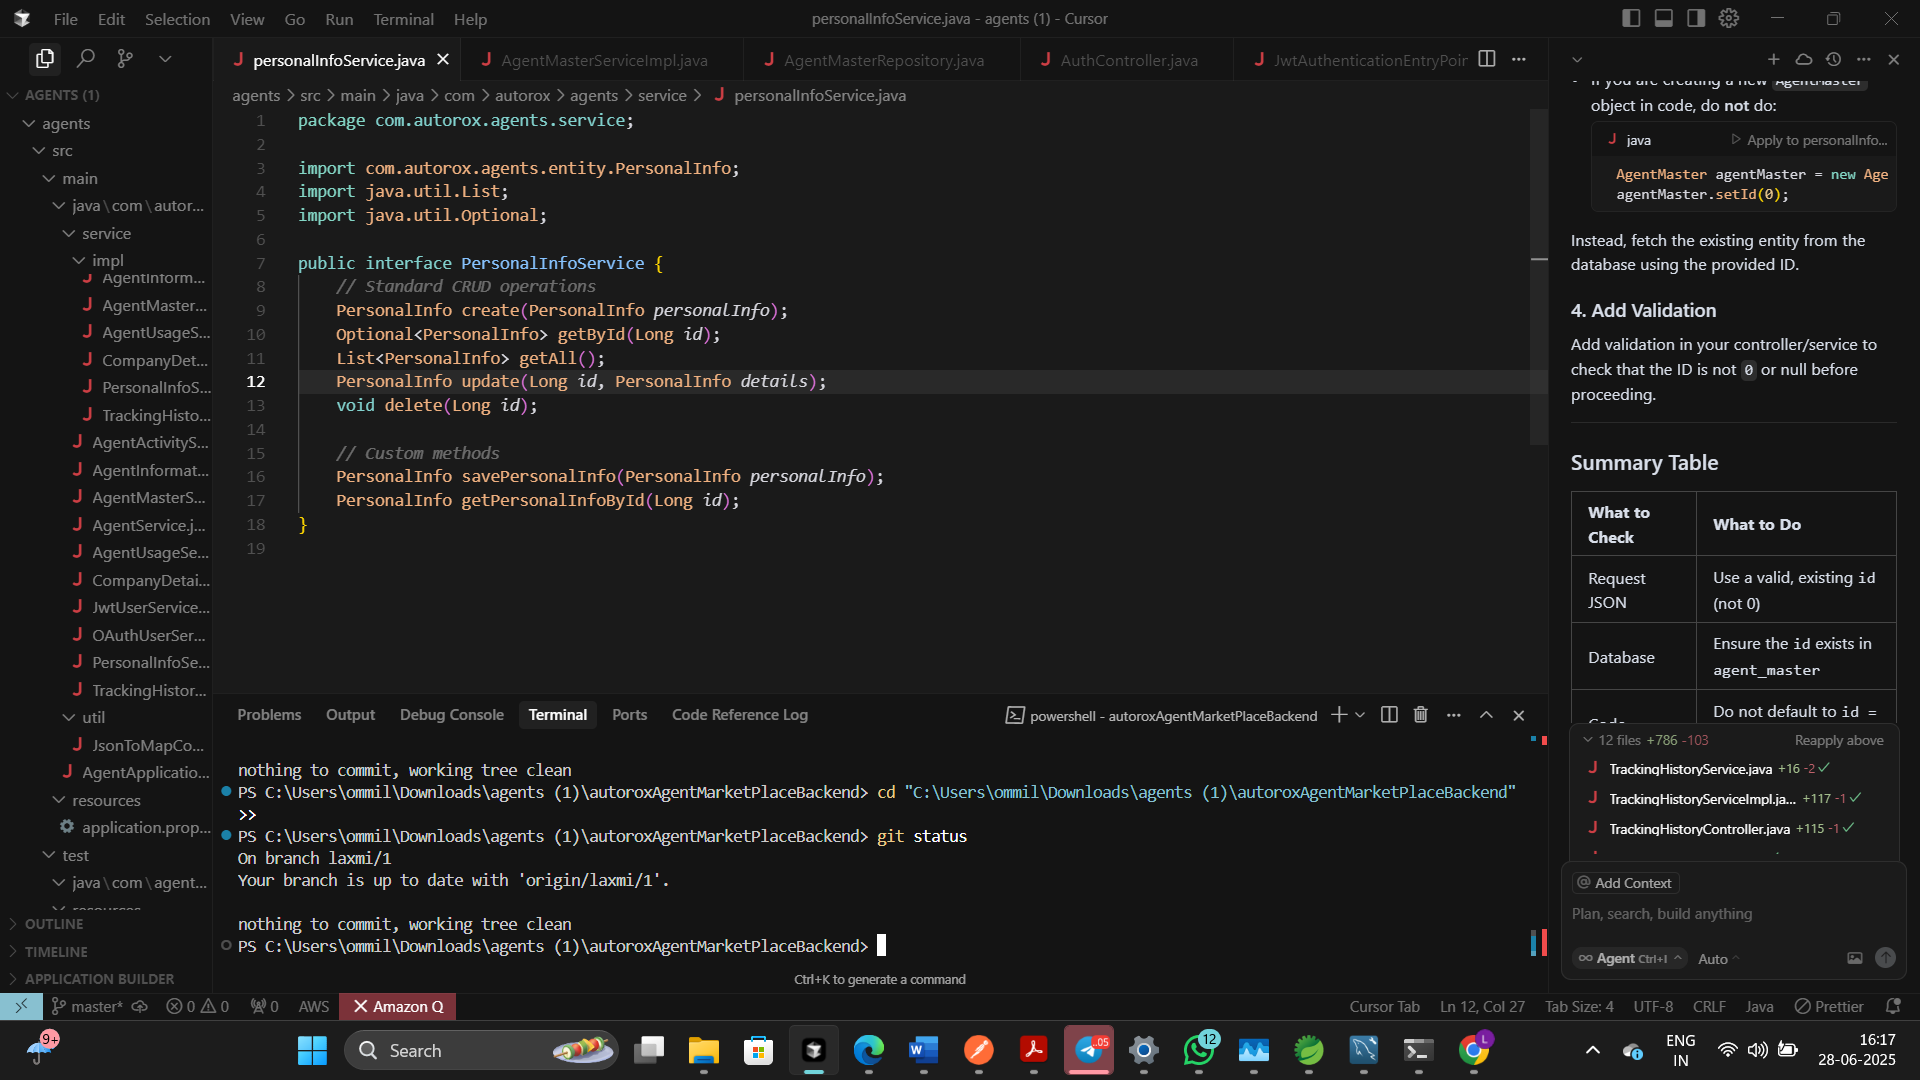 File Edit Selection View Go Run Terminal Help
personalInfoService.java - agents (1) - Cursor
personalInfoService.java
AgentMasterServiceImpl.java
AgentMasterRepository.java
AuthController.java
JwtAuthenticationEntryPoin
agents > src > main > java > com > autorox > agents > service > personalInfoService.java
AGENTS (1)
agents
src
main
java\com\autor...
service
impl
AgentInform...
AgentMaster...
AgentUsageS...
CompanyDet...
PersonalInfoS...
TrackingHisto...
AgentActivityS...
AgentInformat...
AgentMasterS...
AgentService.j...
AgentUsageSe...
CompanyDetai...
JwtUserService...
OAuthUserSer...
PersonalInfoSe...
TrackingHistor...
util
JsonToMapCo...
AgentApplicatio...
resources
application.prop...
test
java\com\agent...
resources
OUTLINE
TIMELINE
APPLICATION BUILDER
1 package com.autorox.agents.service;
2
3 import com.autorox.agents.entity.PersonalInfo;
4 import java.util.List;
5 import java.util.Optional;
6
7 public interface PersonalInfoService {
8 // Standard CRUD operations
9 PersonalInfo create(PersonalInfo personalInfo);
10 Optional<PersonalInfo> getById(Long id);
11 List<PersonalInfo> getAll();
12 PersonalInfo update(Long id, PersonalInfo details);
13 void delete(Long id);
14
15 // Custom methods
16 PersonalInfo savePersonalInfo(PersonalInfo personalInfo);
17 PersonalInfo getPersonalInfoById(Long id);
18 }
19
Problems Output Debug Console Terminal Ports Code Reference Log
powershell - autoroxAgentMarketPlaceBackend
nothing to commit, working tree clean
PS C:\Users\ommil\Downloads\agents (1)\autoroxAgentMarketPlaceBackend> cd "C:\Users\ommil\Downloads\agents (1)\autoroxAgentMarketPlaceBackend"
>>
PS C:\Users\ommil\Downloads\agents (1)\autoroxAgentMarketPlaceBackend> git status
On branch laxmi/1
Your branch is up to date with 'origin/laxmi/1'.
nothing to commit, working tree clean
PS C:\Users\ommil\Downloads\agents (1)\autoroxAgentMarketPlaceBackend>
Ctrl+K to generate a command
If you are creating a new AgentMaster
object in code, do not do:
java
Apply to personalInfo...
AgentMaster agentMaster = new Age
agentMaster.setId(0);
Instead, fetch the existing entity from the
database using the provided ID.
4. Add Validation
Add validation in your controller/service to
check that the ID is not 0 or null before
proceeding.
Summary Table
What to Check
What to Do
Request JSON
Use a valid, existing id (not 0)
Database
Ensure the id exists in agent_master
Code
Do not default to id =
12 files +786 -103
Reapply above
TrackingHistoryService.java +16 -2
TrackingHistoryServiceImpl.ja... +117 -1
TrackingHistoryController.java +115 -1
@ Add Context
Plan, search, build anything
Agent Ctrl+I
Auto
master* 0 0 0 AWS Amazon Q
Cursor Tab Ln 12, Col 27 Tab Size: 4 UTF-8 CRLF Java Prettier
9+
Search
.05
12
L
ENG
IN
16:17
28-06-2025